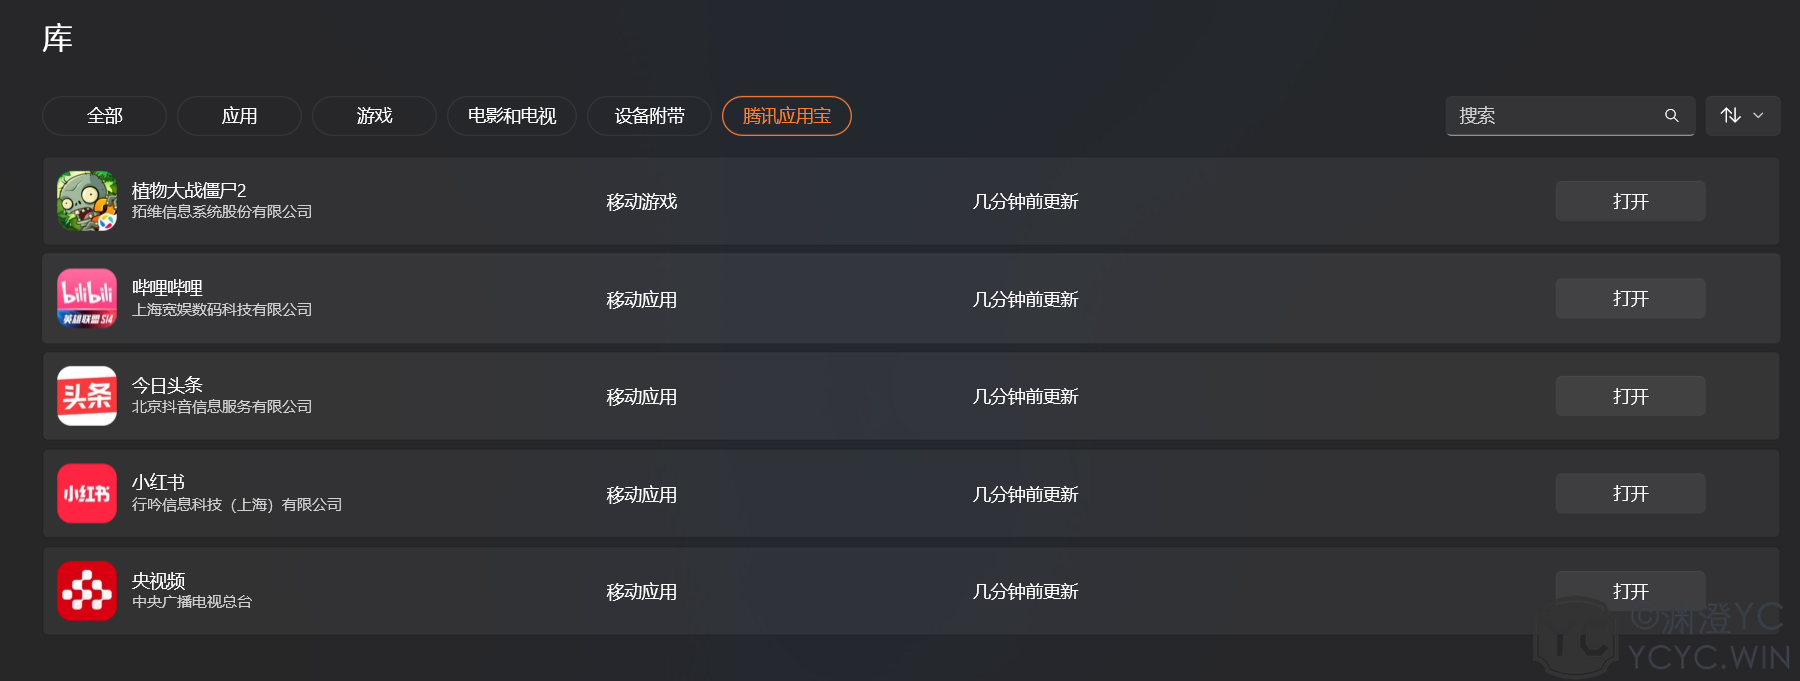 库
全部
应用
游戏
电影和电视
设备附带
腾讯应用宝
搜索
植物大战僵尸2
拓维信息系统股份有限公司
移动游戏
几分钟前更新
打开
bilibili
英雄联盟 S14
哔哩哔哩
上海宽娱数码科技有限公司
移动应用
几分钟前更新
打开
头条
今日头条
北京抖音信息服务有限公司
移动应用
几分钟前更新
打开
小红书
小红书
行吟信息科技（上海）有限公司
移动应用
几分钟前更新
打开
央视频
中央广播电视总台
移动应用
几分钟前更新
打开
YC
©渊澄YC
YCYC.WIN